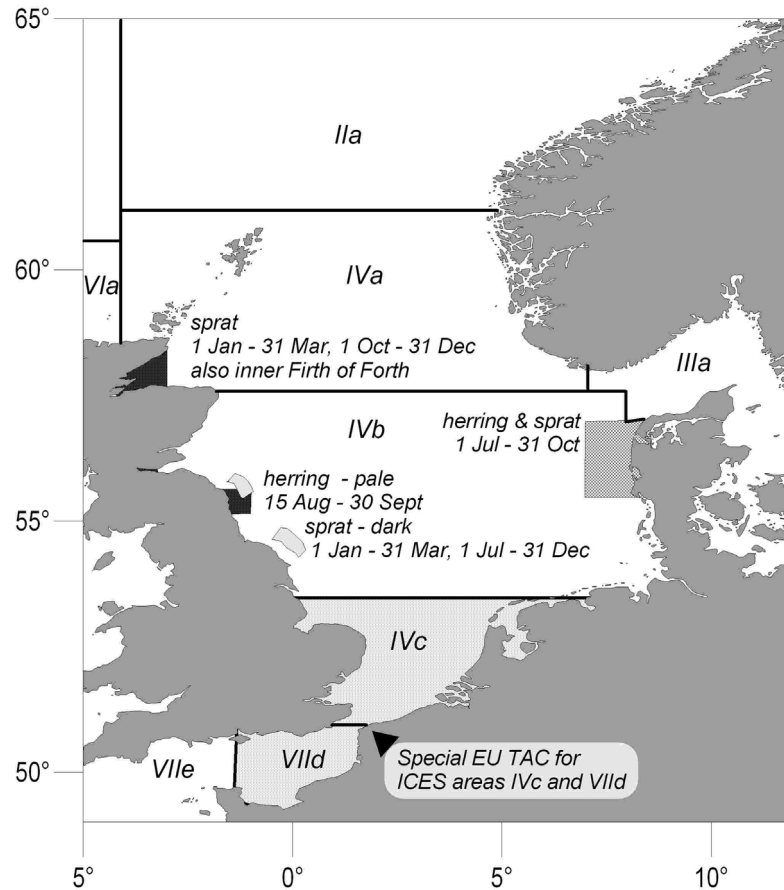 65°
IIa
60°
VIa
IVa
sprat
1 Jan - 31 Mar, 1 Oct - 31 Dec
also inner Firth of Forth
IIIa
IVb
herring & sprat
1 Jul - 31 Oct
herring - pale
15 Aug - 30 Sept
55°
sprat - dark
1 Jan - 31 Mar, 1 Jul - 31 Dec
IVc
50°
VIIe
VIId
Special EU TAC for
ICES areas IVc and VIId
5° 0° 5° 10°